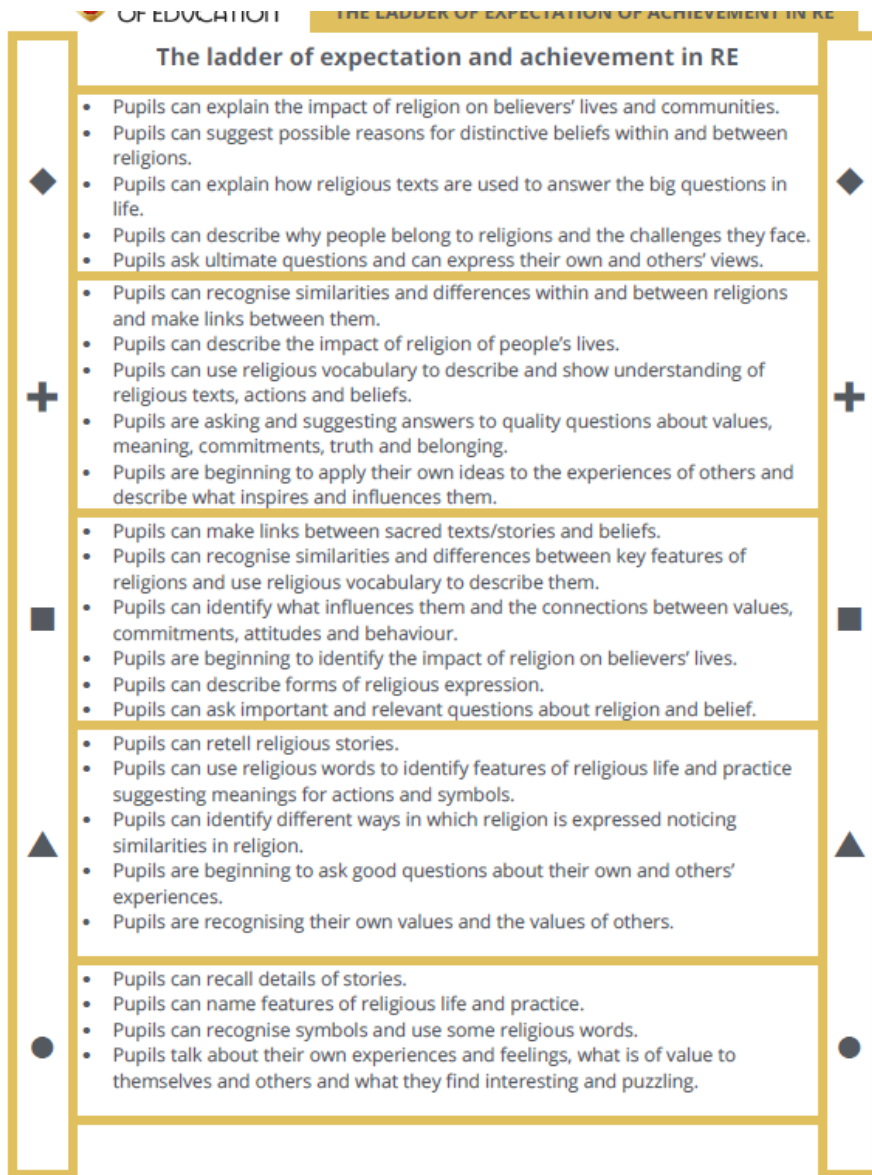 OF EDUCATION
THE LADDER OF EXPECTATION OF ACHIEVEMENT IN RE
The ladder of expectation and achievement in RE
• Pupils can explain the impact of religion on believers' lives and communities.
• Pupils can suggest possible reasons for distinctive beliefs within and between
religions.
• Pupils can explain how religious texts are used to answer the big questions in
life.
• Pupils can describe why people belong to religions and the challenges they face.
• Pupils ask ultimate questions and can express their own and others' views.
• Pupils can recognise similarities and differences within and between religions
and make links between them.
• Pupils can describe the impact of religion of people's lives.
• Pupils can use religious vocabulary to describe and show understanding of
religious texts, actions and beliefs.
• Pupils are asking and suggesting answers to quality questions about values,
meaning, commitments, truth and belonging.
• Pupils are beginning to apply their own ideas to the experiences of others and
describe what inspires and influences them.
• Pupils can make links between sacred texts/stories and beliefs.
• Pupils can recognise similarities and differences between key features of
religions and use religious vocabulary to describe them.
• Pupils can identify what influences them and the connections between values,
commitments, attitudes and behaviour.
• Pupils are beginning to identify the impact of religion on believers' lives.
• Pupils can describe forms of religious expression.
• Pupils can ask important and relevant questions about religion and belief.
• Pupils can retell religious stories.
• Pupils can use religious words to identify features of religious life and practice
suggesting meanings for actions and symbols.
• Pupils can identify different ways in which religion is expressed noticing
similarities in religion.
• Pupils are beginning to ask good questions about their own and others'
experiences.
• Pupils are recognising their own values and the values of others.
• Pupils can recall details of stories.
• Pupils can name features of religious life and practice.
• Pupils can recognise symbols and use some religious words.
• Pupils talk about their own experiences and feelings, what is of value to
themselves and others and what they find interesting and puzzling.